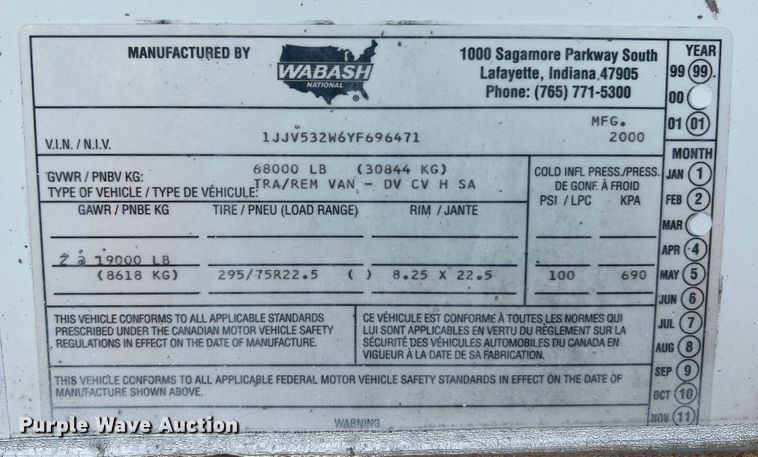 MANUFACTURED BY
WABASH
NATIONAL
1000 Sagamore Parkway South
Lafayette, Indiana 47905
Phone: (765) 771-5300
YEAR
99 99
00
01 01
V.I.N. / N.I.V.
1JJV532W6YF696471
MFG.
2000
GVWR / PNBV KG:
68000 LB (30844 KG)
TYPE OF VEHICLE / TYPE DE VÉHICULE:
TRA/REM VAN - DV CV H SA
COLD INFL PRESS./PRESS.
DE GONF. À FROID
PSI / LPC KPA
GAWR / PNBE KG
TIRE / PNEU (LOAD RANGE)
RIM / JANTE
2 @ 19000 LB
(8618 KG) 295/75R22.5 ( ) 8.25 X 22.5 100 690
MONTH
JAN 1
FEB 2
MAR
APR 4
MAY 5
JUN 6
JUL 7
AUG 8
SEP 9
OCT 10
NOV 11
THIS VEHICLE CONFORMS TO ALL APPLICABLE STANDARDS
PRESCRIBED UNDER THE CANADIAN MOTOR VEHICLE SAFETY
REGULATIONS IN EFFECT ON THE DATE OF MANUFACTURE.
CE VÉHICULE EST CONFORME À TOUTES LES NORMES QUI
LUI SONT APPLICABLES EN VERTU DU RÈGLEMENT SUR LA
SÉCURITÉ DES VÉHICULES AUTOMOBILES DU CANADA EN
VIGUEUR À LA DATE DE SA FABRICATION.
THIS VEHICLE CONFORMS TO ALL APPLICABLE FEDERAL MOTOR VEHICLE SAFETY STANDARDS IN EFFECT ON THE DATE OF
MANUFACTURE SHOWN ABOVE.
WARNING
Purple Wave Auction